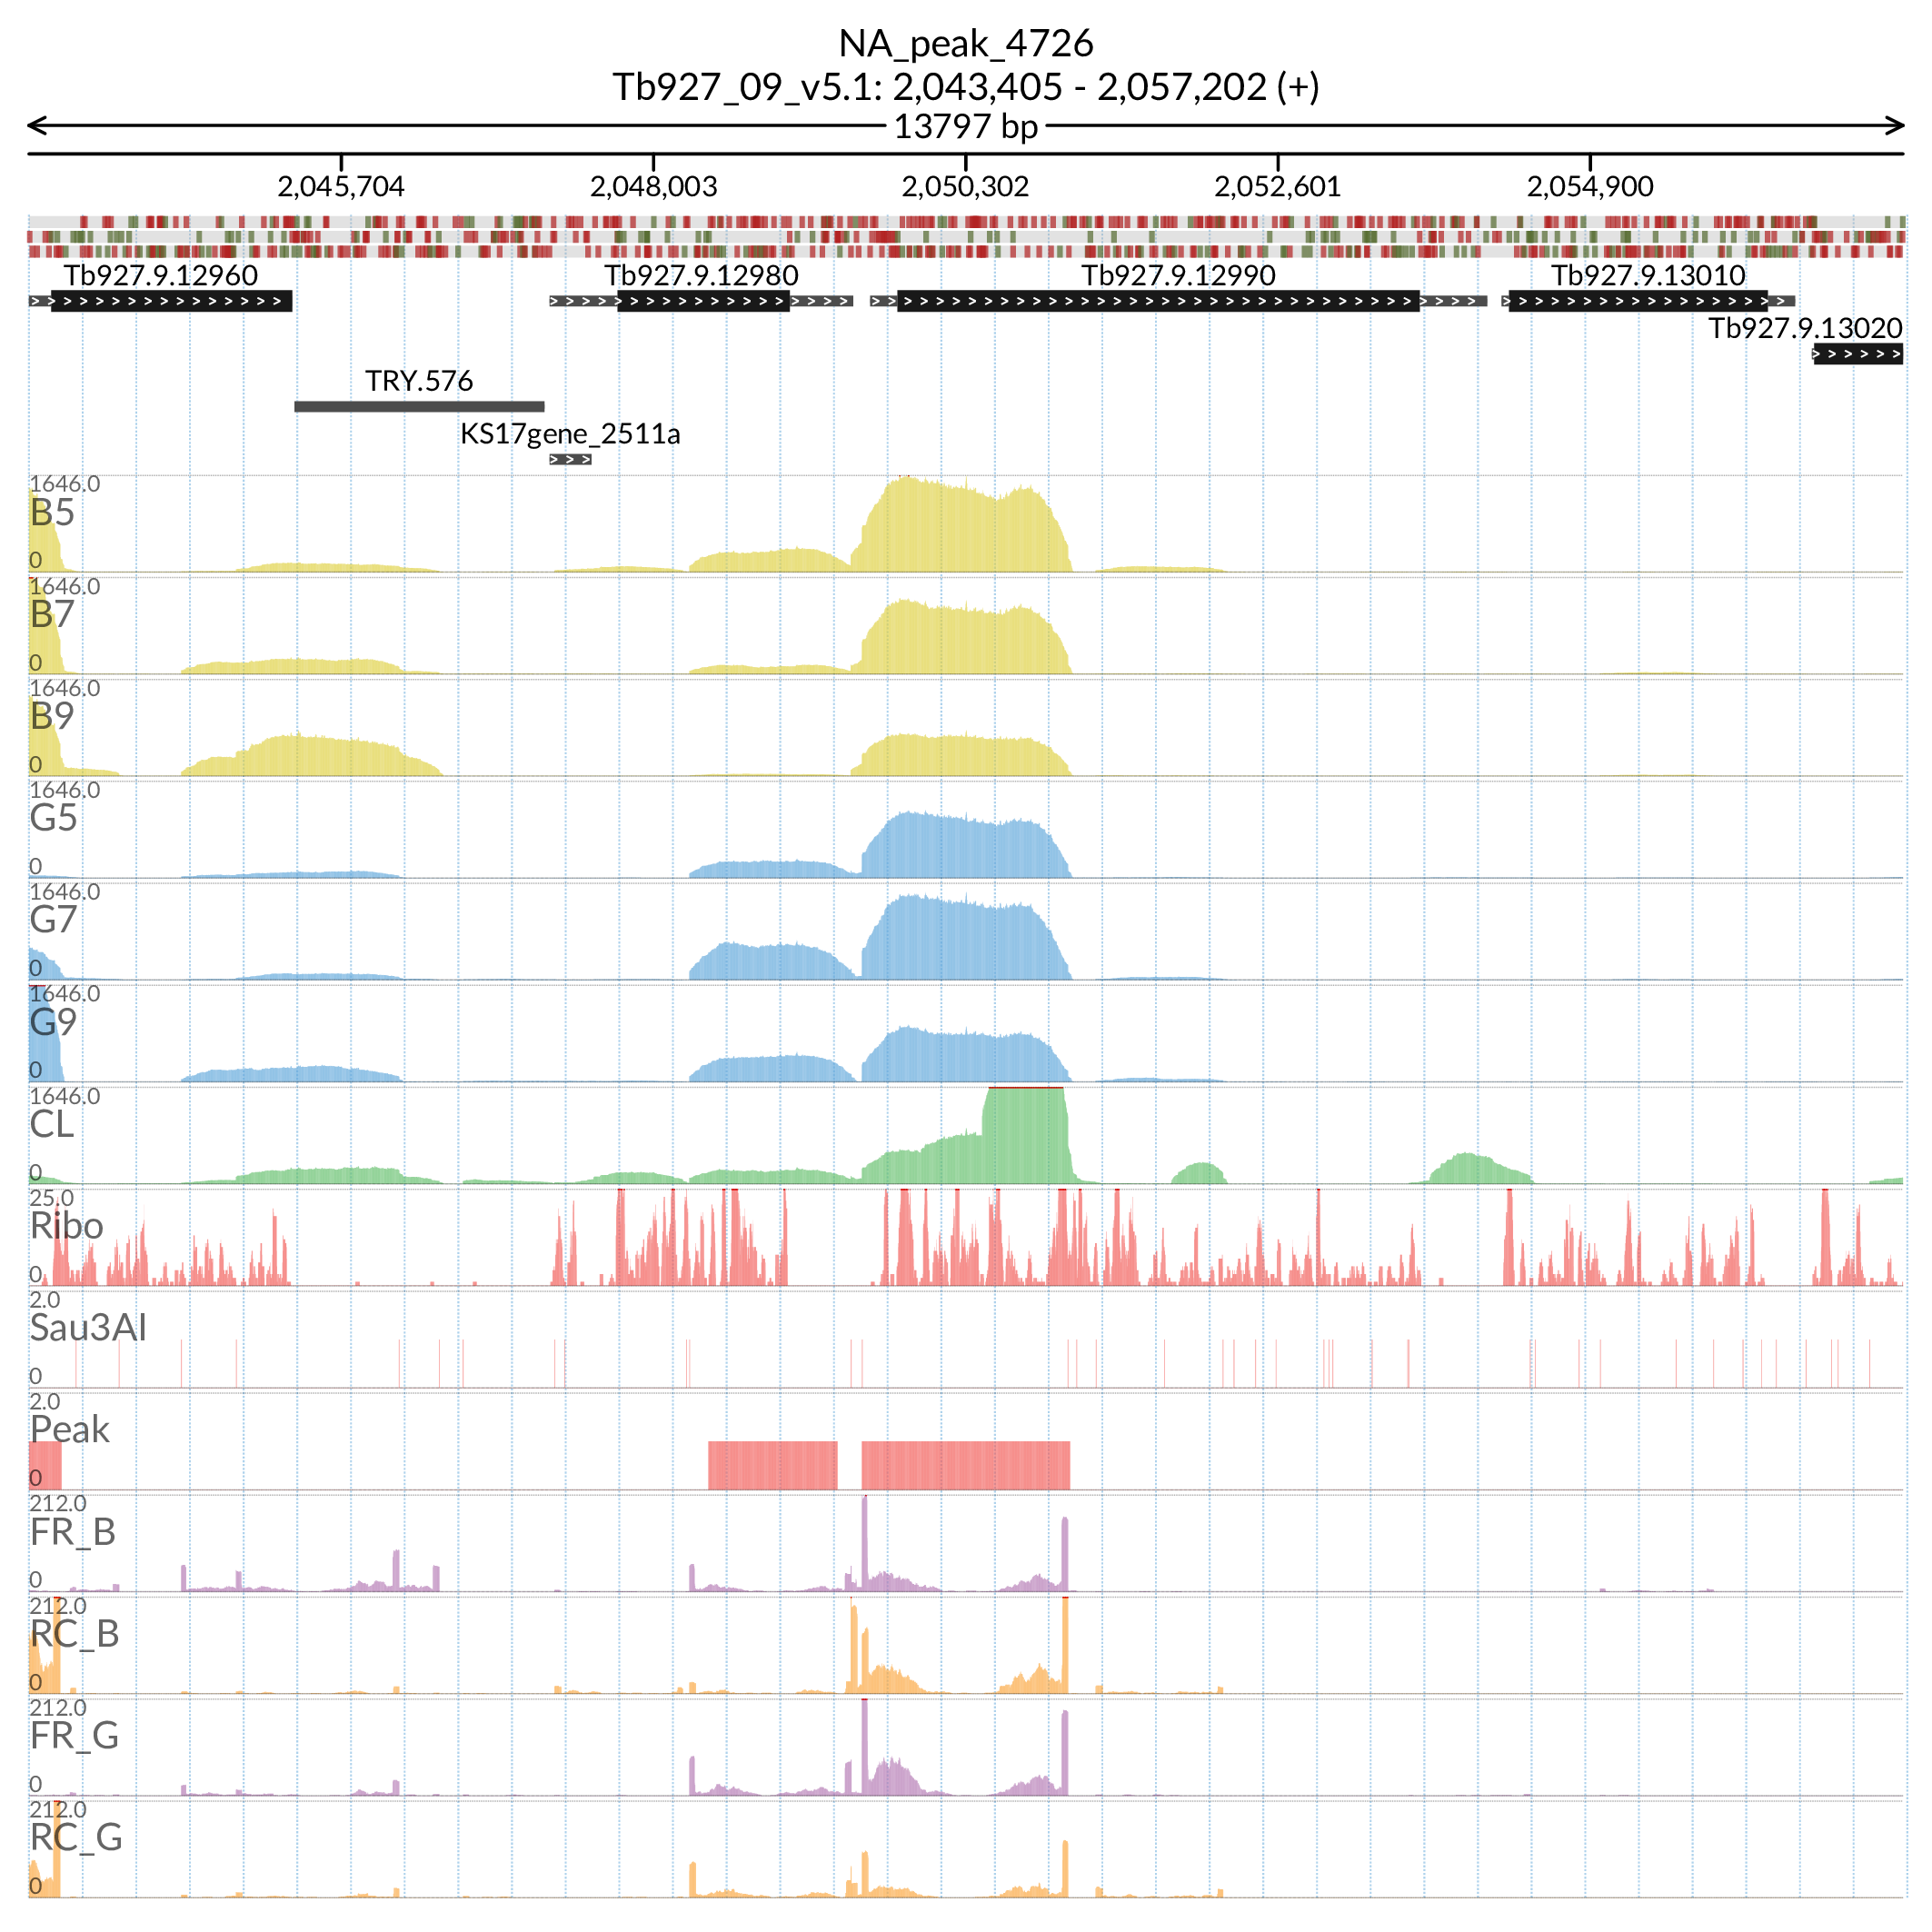 NA_peak_4726
Tb927_09_v5.1: 2,043,405 - 2,057,202 (+)
13797 bp
2,045,704 2,048,003 2,050,302 2,052,601 2,054,900
Tb927.9.12960 Tb927.9.12980 Tb927.9.12990 Tb927.9.13010
Tb927.9.13020
TRY.576
KS17gene_2511a
1646.0
B5
0
1646.0
B7
0
1646.0
B9
0
1646.0
G5
0
1646.0
G7
0
1646.0
G9
0
1646.0
CL
0
25.0
Ribo
0
2.0
Sau3AI
0
2.0
Peak
0
212.0
FR_B
0
212.0
RC_B
0
212.0
FR_G
0
212.0
RC_G
0